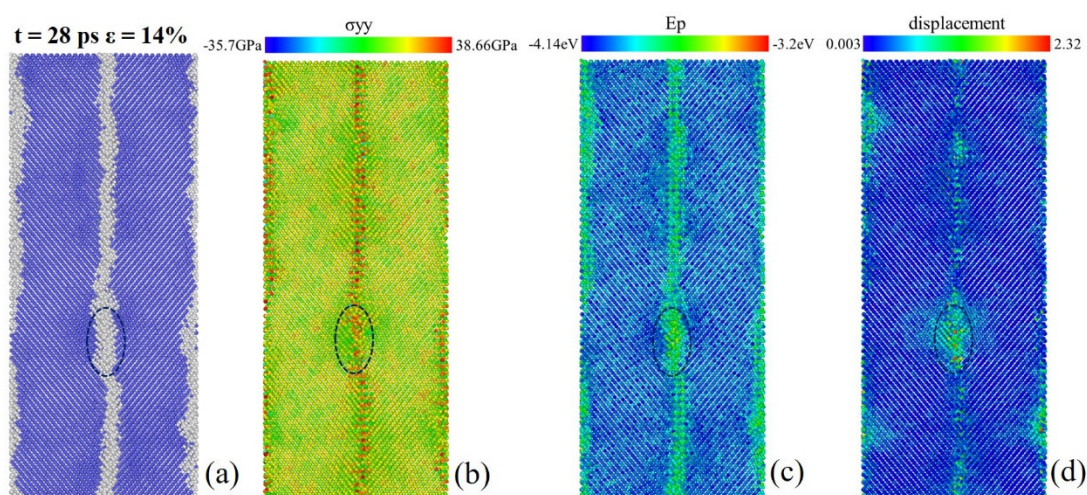 t = 28 ps ε = 14%
σyy
-35.7GPa 38.66GPa
Ep
-4.14eV -3.2eV
displacement
0.003 2.32
(a)
(b)
(c)
(d)